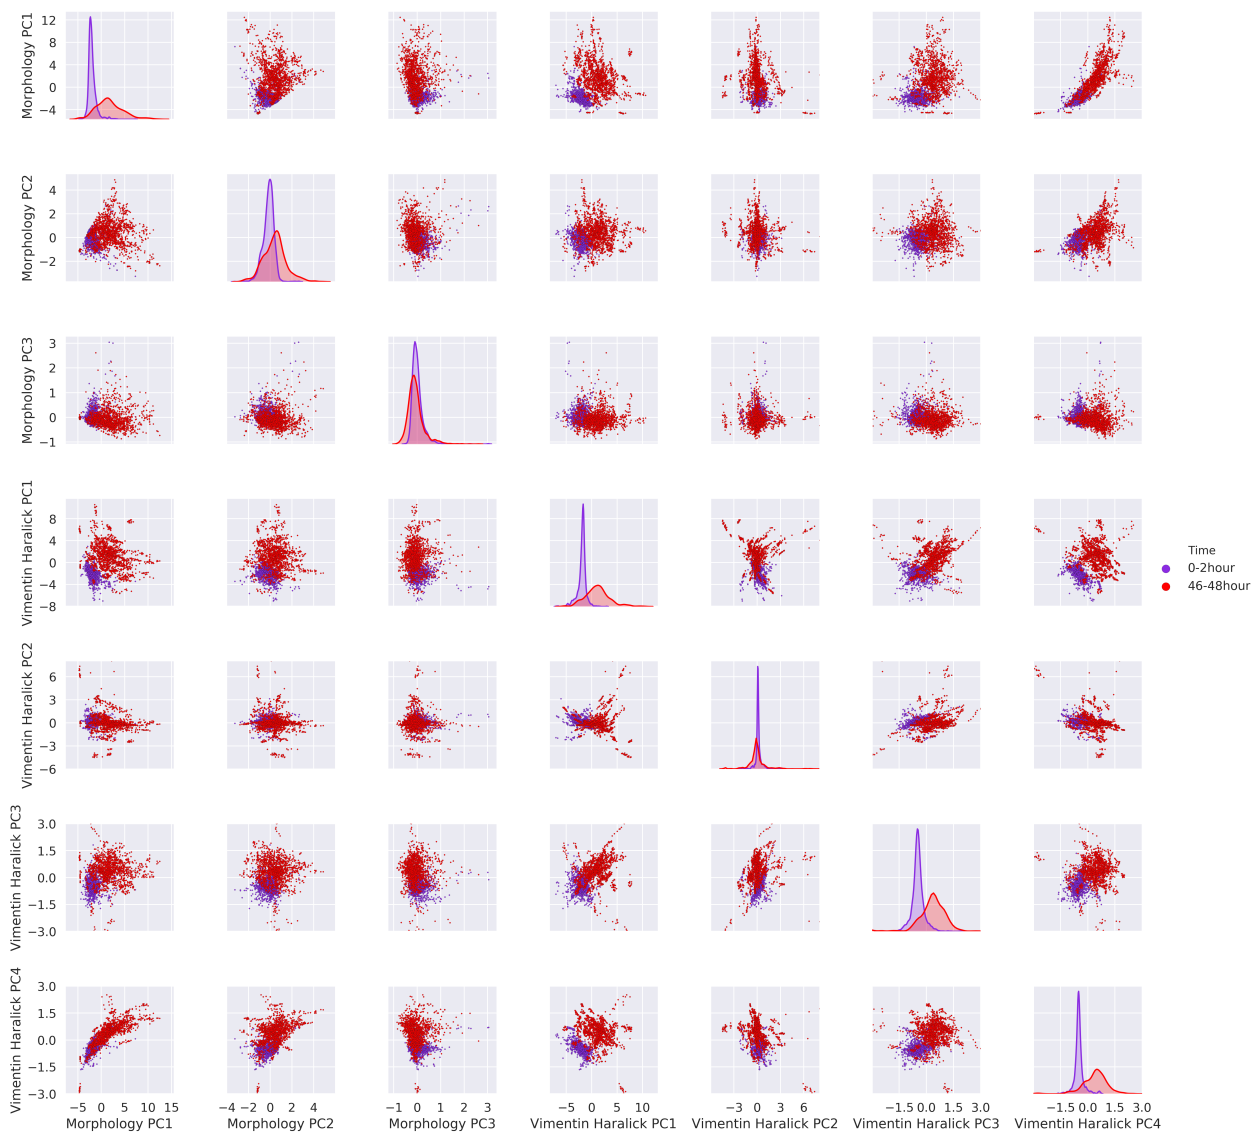 Morphology PC1
12
8
4
0
−4
Morphology PC2
4
2
0
−2
Morphology PC3
3
2
1
0
−1
Vimentin Haralick PC1
8
4
0
−4
−8
Time
0-2hour
46-48hour
Vimentin Haralick PC2
6
3
0
−3
−6
Vimentin Haralick PC3
3.0
1.5
0.0
−1.5
−3.0
Vimentin Haralick PC4
3.0
1.5
0.0
−1.5
−3.0
−5 0 5 10 15
−4 −2 0 2 4
−1 0 1 2 3
−5 0 5 10
−3 0 3 6
−1.5 0.0 1.5 3.0
−1.5 0.0 1.5 3.0
Morphology PC1
Morphology PC2
Morphology PC3
Vimentin Haralick PC1
Vimentin Haralick PC2
Vimentin Haralick PC3
Vimentin Haralick PC4